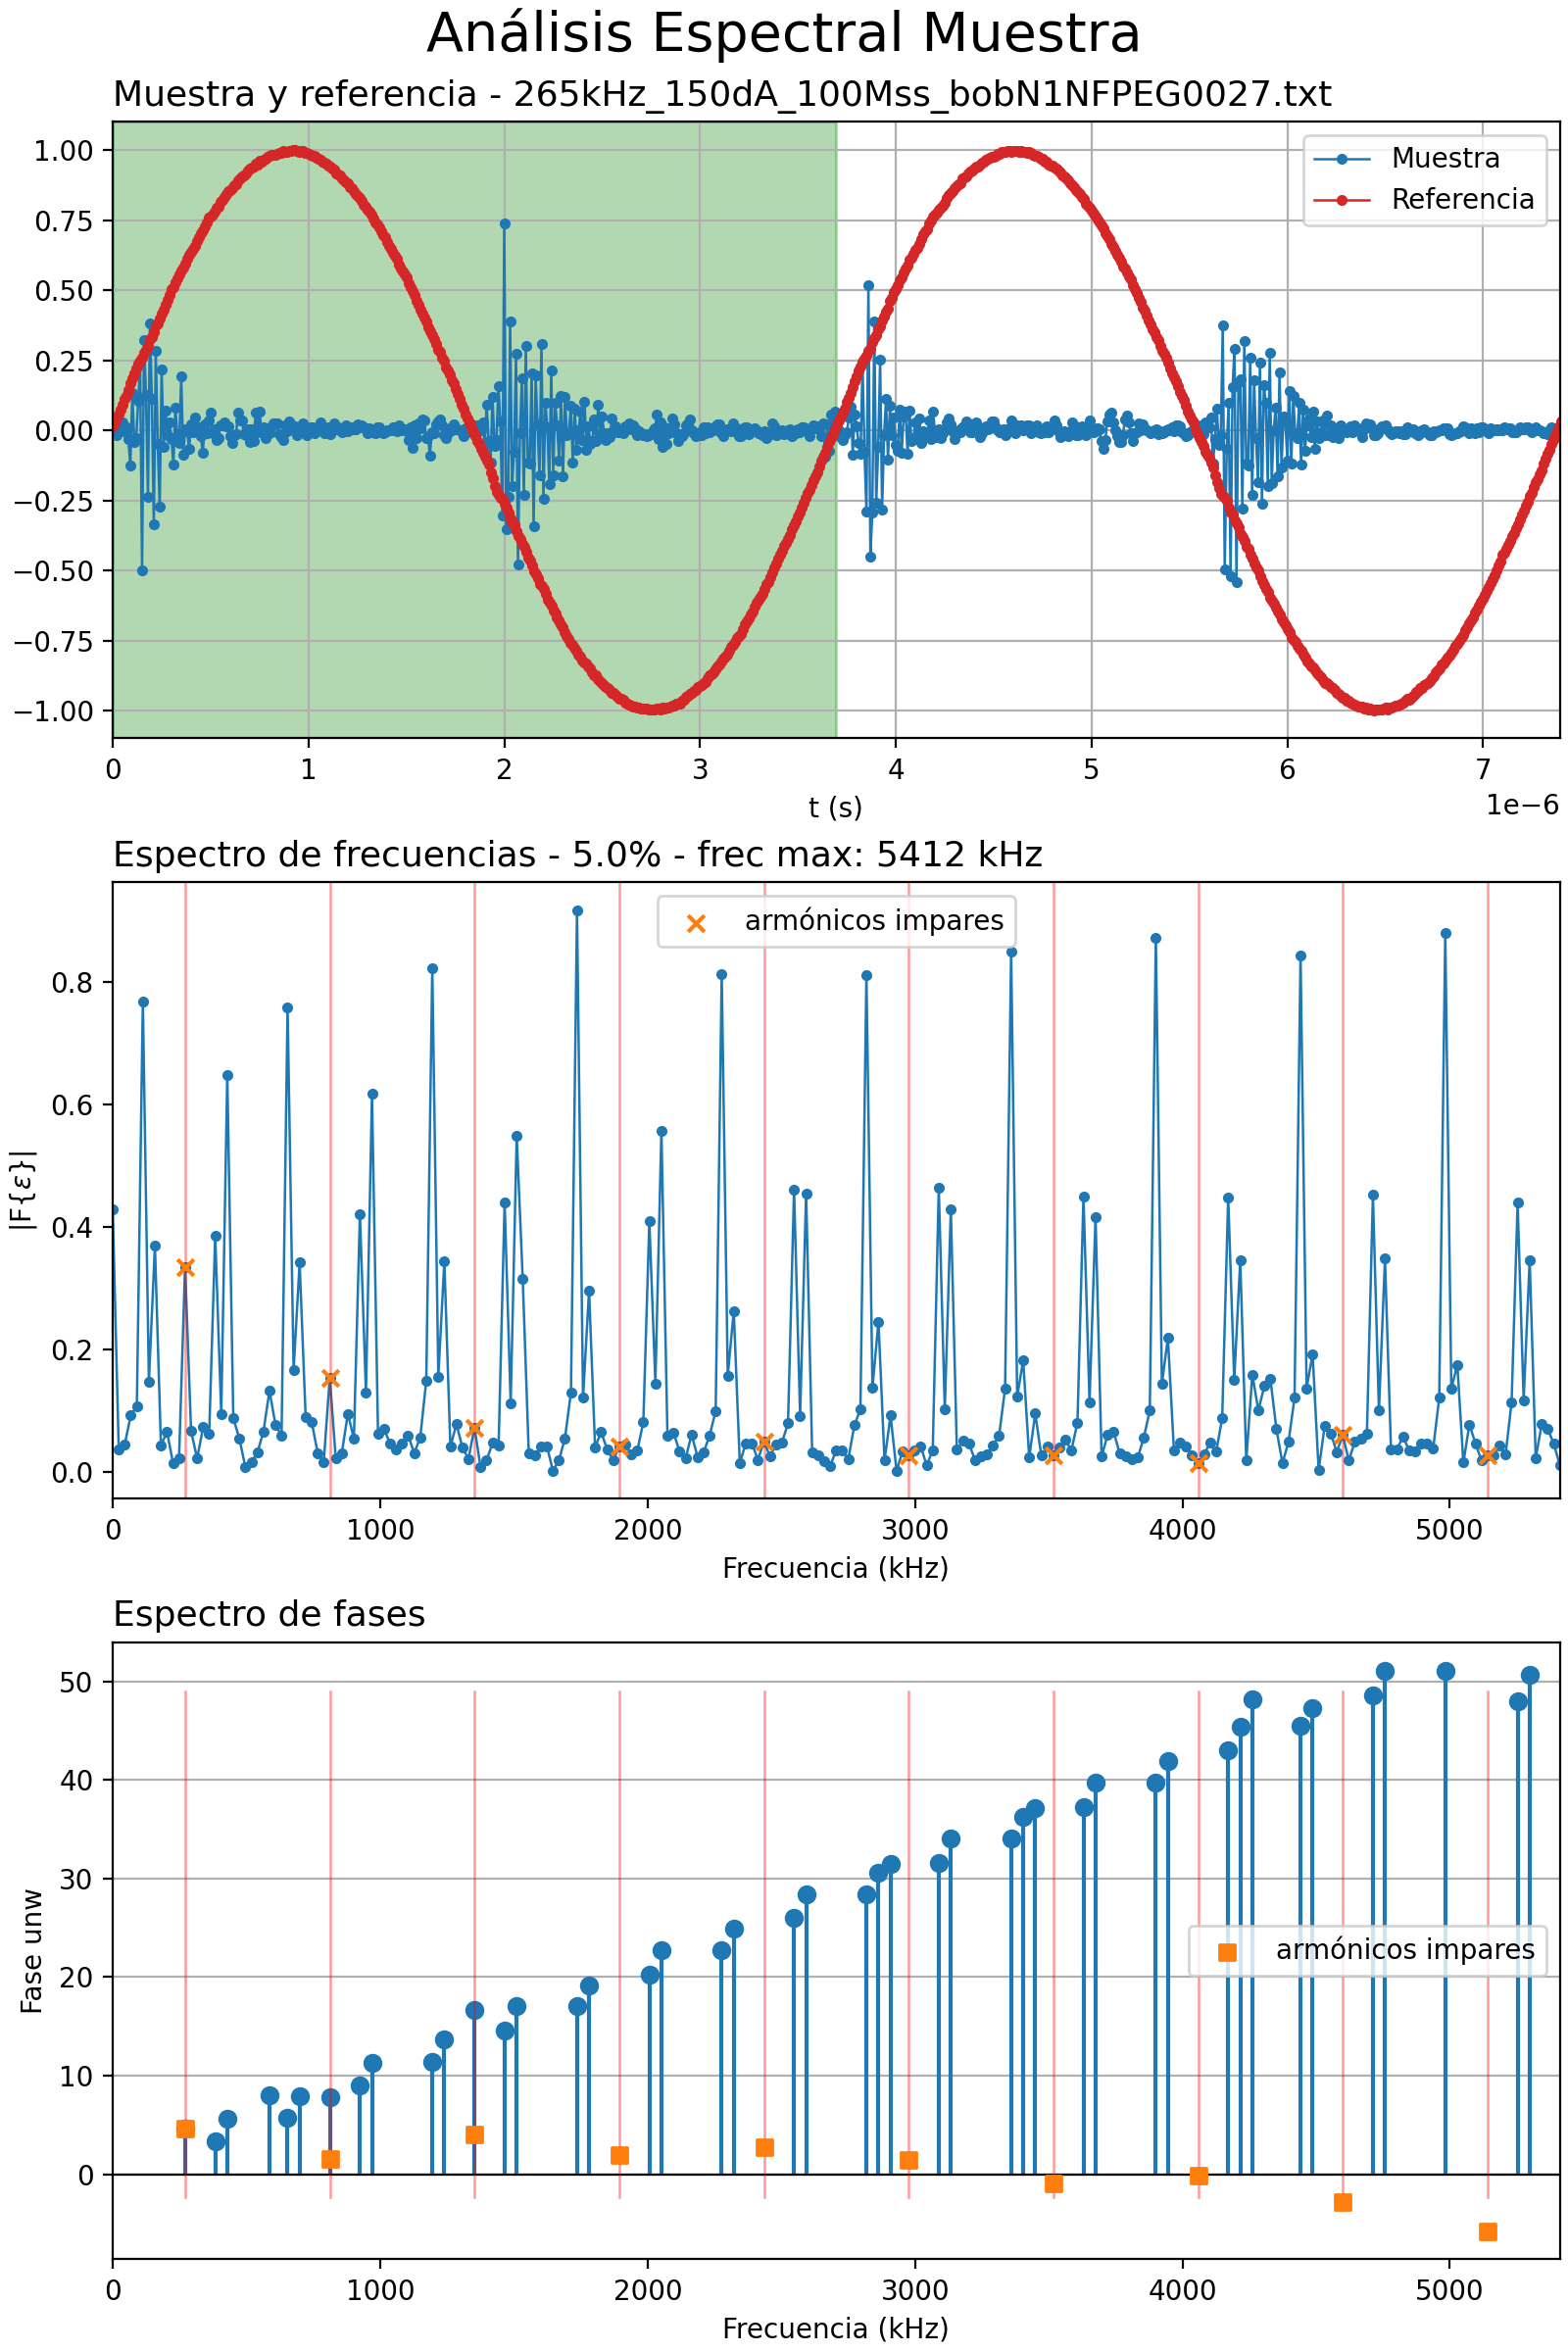 Análisis Espectral Muestra
Muestra y referencia - 265kHz_150dA_100Mss_bobN1NFPEG0027.txt
1.00
0.75
0.50
0.25
0.00
−0.25
−0.50
−0.75
−1.00
Muestra
Referencia
0 1 2 3 4 5 6 7
1e−6
t (s)
Espectro de frecuencias - 5.0% - frec max: 5412 kHz
armónicos impares
0.8
0.6
0.4
0.2
0.0
|F{ε}|
0 1000 2000 3000 4000 5000
Frecuencia (kHz)
Espectro de fases
50
40
30
20
10
0
Fase unw
armónicos impares
0 1000 2000 3000 4000 5000
Frecuencia (kHz)